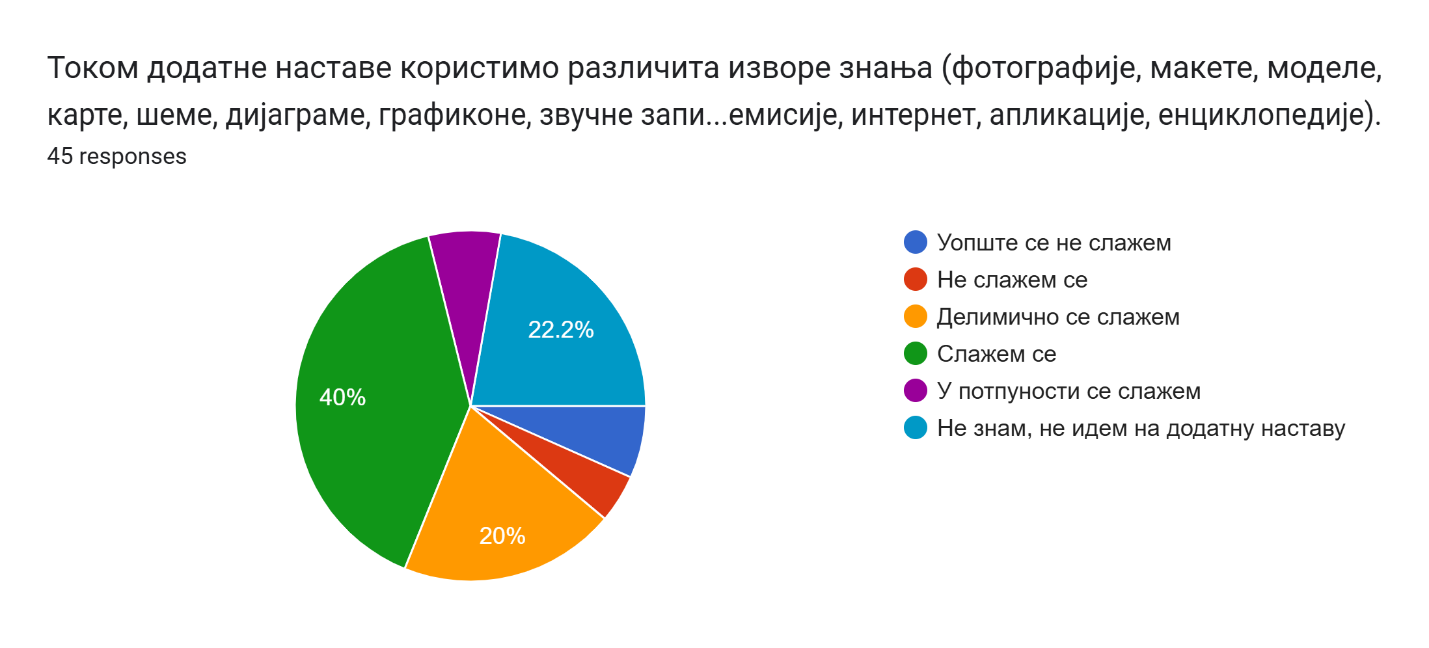 Током додатне наставе користимо различита изворе знања (фотографије, макете, моделе,
карте, шеме, дијаграме, графиконе, звучне запи...емисије, интернет, апликације, енциклопедије).
45 responses
22.2%
40%
20%
Уопште се не слажем
Не слажем се
Делимично се слажем
Слажем се
У потпуности се слажем
Не знам, не идем на додатну наставу